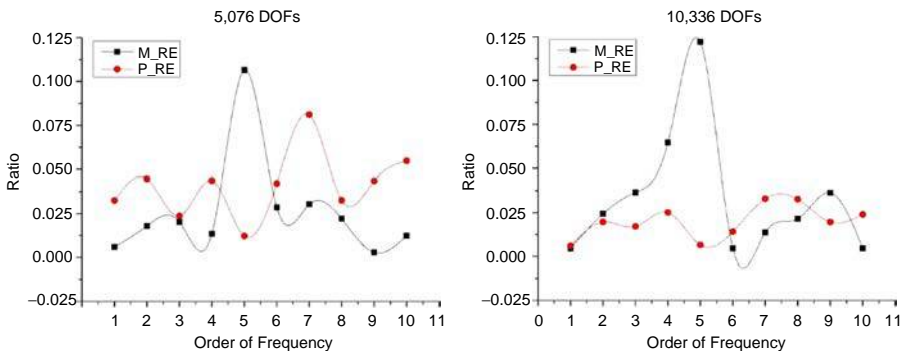 5,076 DOFs
0.125
0.100
0.075
0.050
0.025
0.000
−0.025
Ratio
M_RE
P_RE
1 2 3 4 5 6 7 8 9 10 11
Order of Frequency
10,336 DOFs
0.125
0.100
0.075
0.050
0.025
0.000
−0.025
Ratio
M_RE
P_RE
0 1 2 3 4 5 6 7 8 9 10 11
Order of Frequency